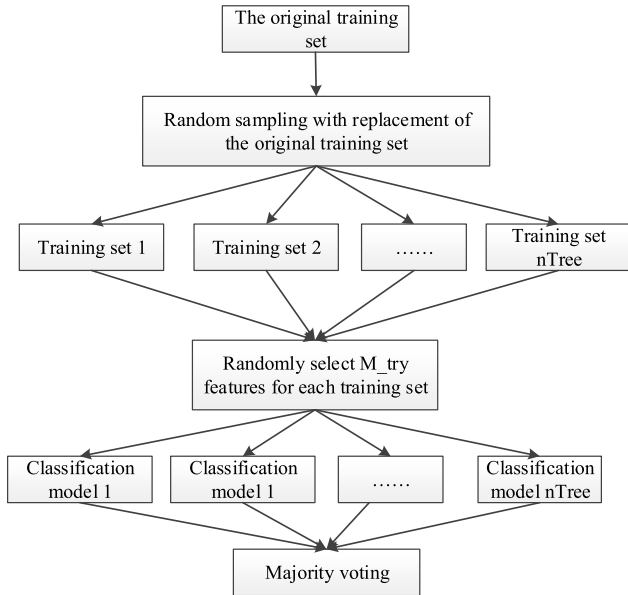 The original training
set
Random sampling with replacement of
the original training set
Training set 1
Training set 2
……
Training set
nTree
Randomly select M_try
features for each training set
Classification
model 1
Classification
model 1
……
Classification
model nTree
Majority voting